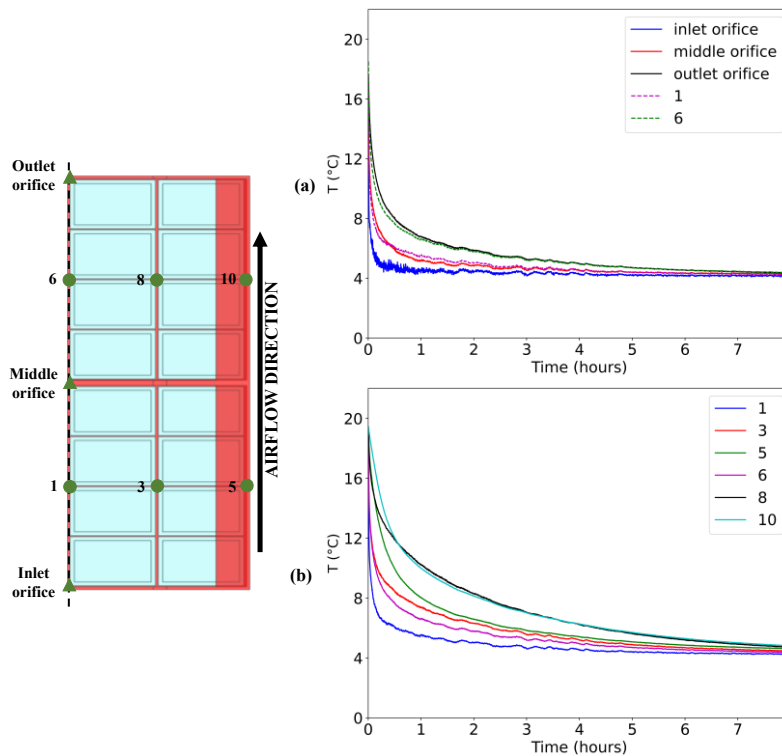 Outlet
orifice
6
8
10
Middle
orifice
1
3
5
Inlet
orifice
AIRFLOW DIRECTION
(a)
T (°C)
20
16
12
8
4
0
0 1 2 3 4 5 6 7
Time (hours)
inlet orifice
middle orifice
outlet orifice
1
6
(b)
T (°C)
20
16
12
8
4
0
0 1 2 3 4 5 6 7
Time (hours)
1
3
5
6
8
10